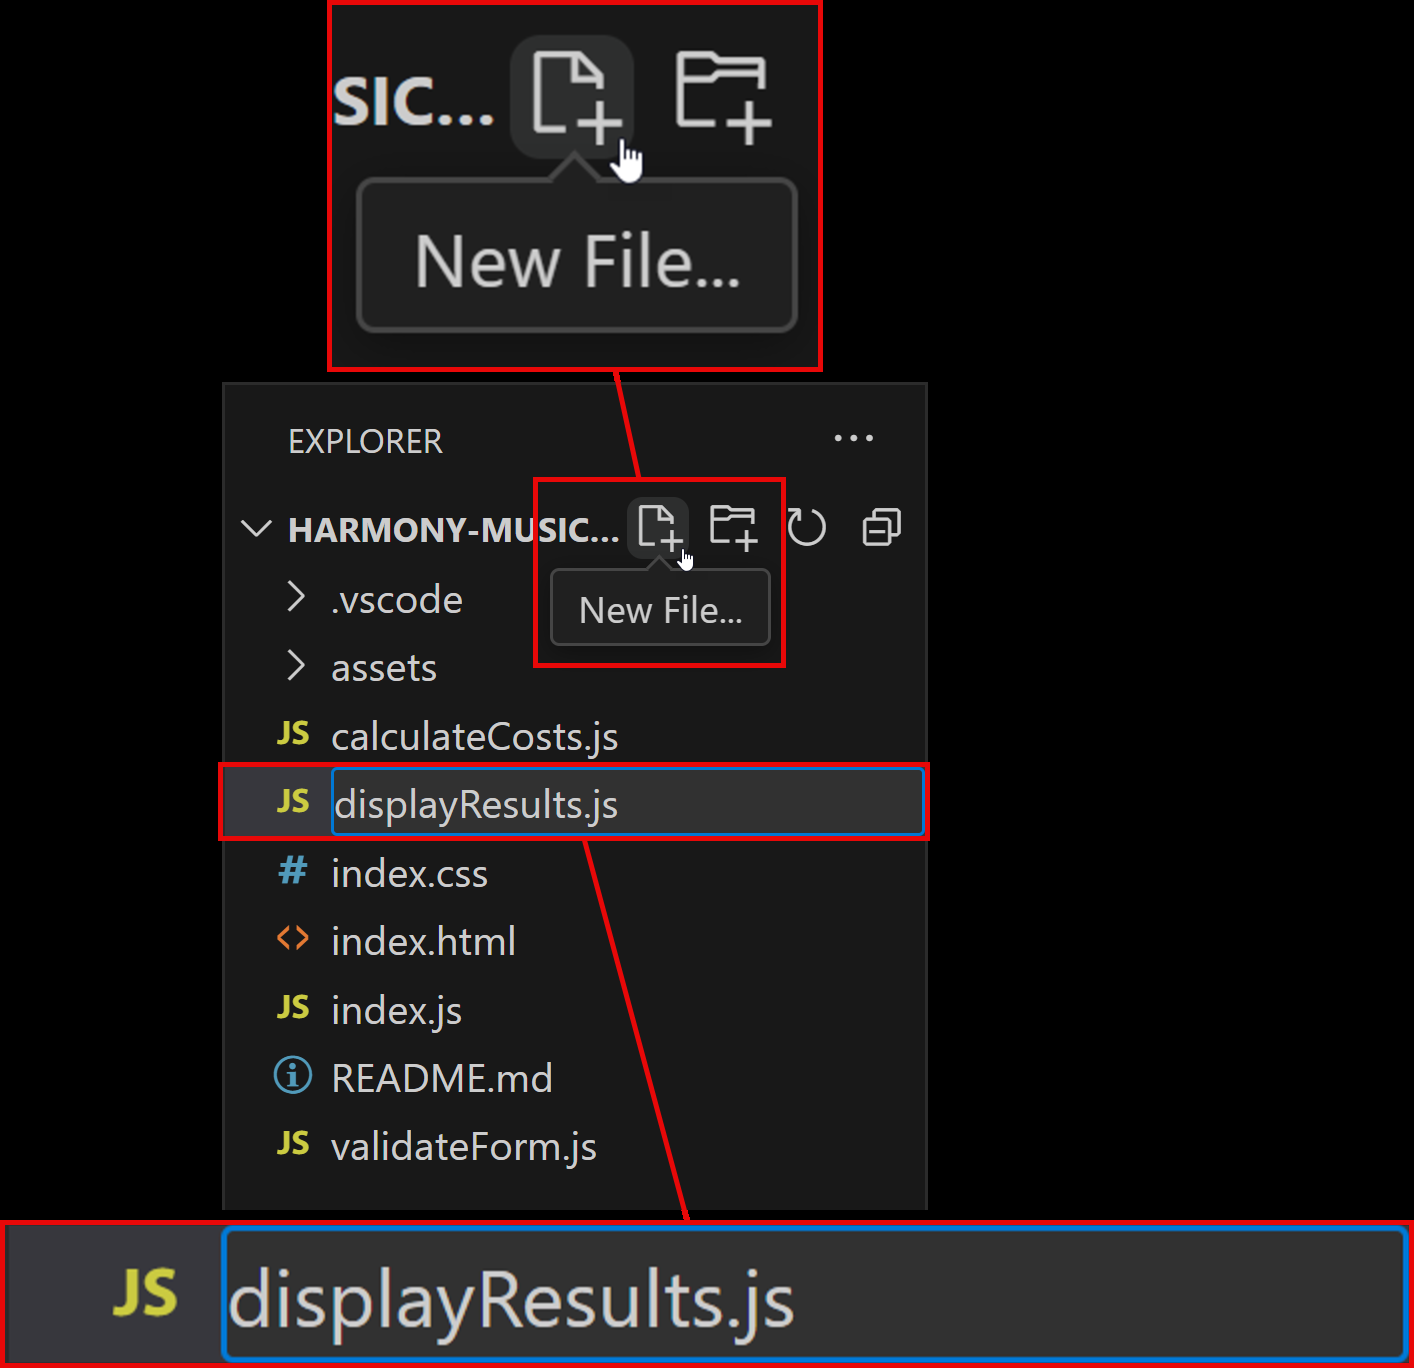 SIC...
New File...
EXPLORER ...
HARMONY-MUSIC...
.vscode
New File...
assets
JS calculateCosts.js
JS displayResults.js
# index.css
<> index.html
JS index.js
README.md
JS validateForm.js
JS displayResults.js